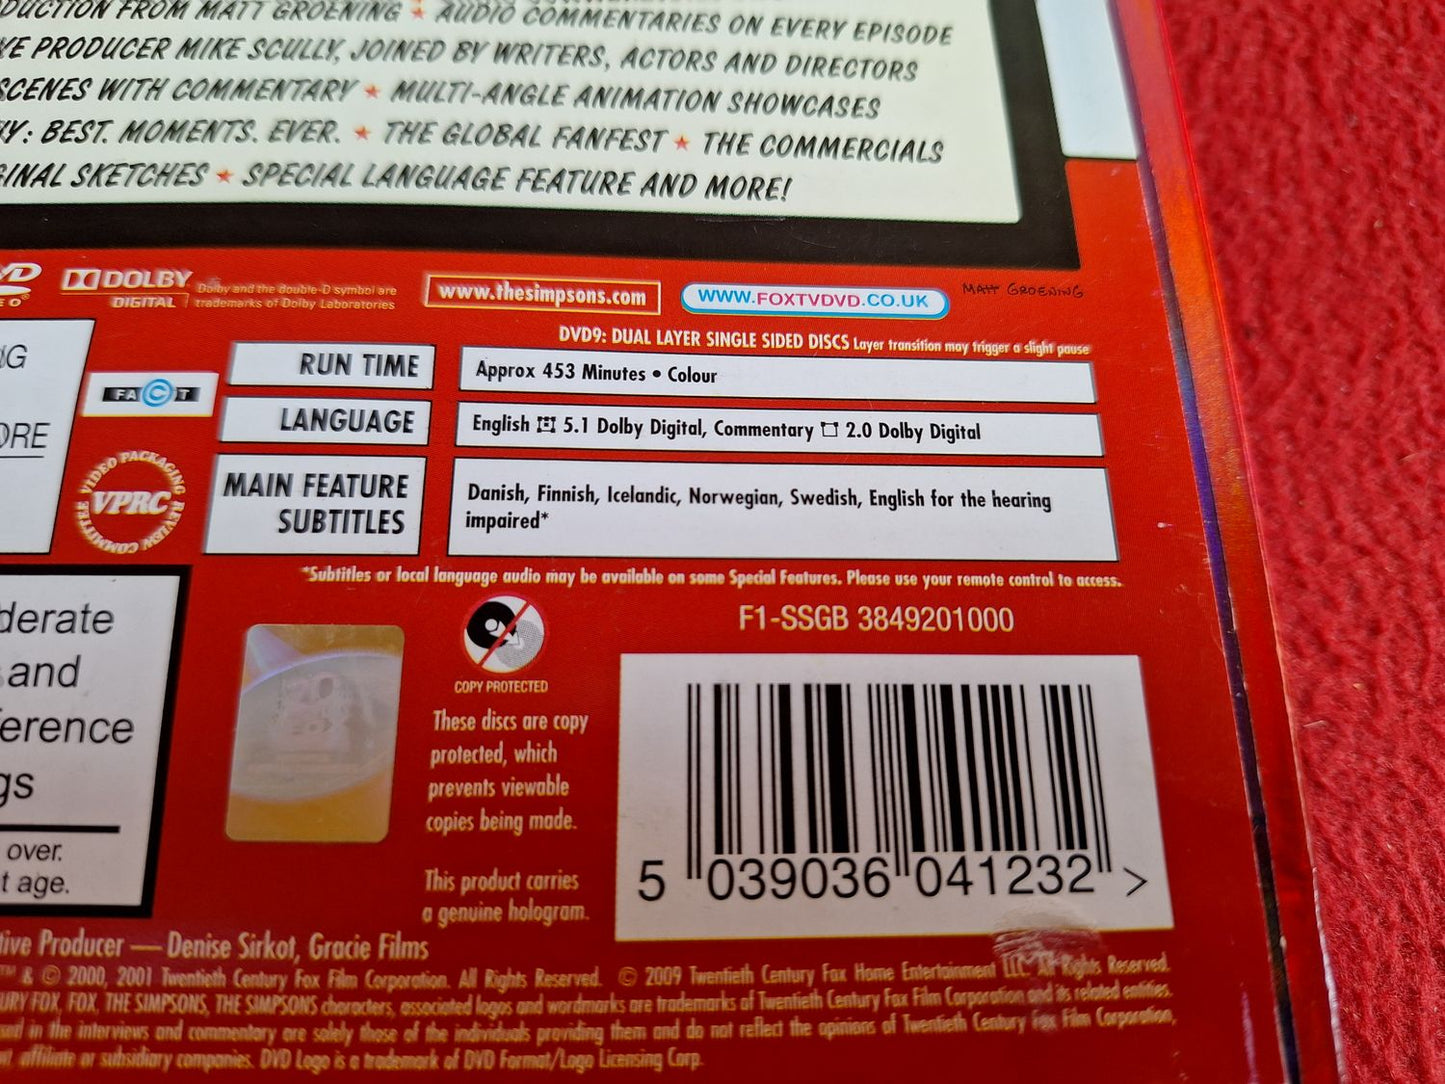 DUCTION FROM MATT GROENING ★ AUDIO COMMENTARIES ON EVERY EPISODE
VE PRODUCER MIKE SCULLY, JOINED BY WRITERS, ACTORS AND DIRECTORS
SCENES WITH COMMENTARY ★ MULTI-ANGLE ANIMATION SHOWCASES
Y: BEST. MOMENTS. EVER. ★ THE GLOBAL FANFEST ★ THE COMMERCIALS
GINAL SKETCHES ★ SPECIAL LANGUAGE FEATURE AND MORE!
DOLBY
DIGITAL
Dolby and the double-D symbol are
trademarks of Dolby Laboratories
www.thesimpsons.com
WWW.FOXTVDVD.CO.UK
MATT GROENING
DVD9: DUAL LAYER SINGLE SIDED DISCS Layer transition may trigger a slight pause
FACT
RUN TIME
Approx 453 Minutes • Colour
LANGUAGE
English 5.1 Dolby Digital, Commentary 2.0 Dolby Digital
VIDEO PACKAGING REVIEW COMMITTEE
VPRC
MAIN FEATURE
SUBTITLES
Danish, Finnish, Icelandic, Norwegian, Swedish, English for the hearing
impaired*
*Subtitles or local language audio may be available on some Special Features. Please use your remote control to access.
derate
and
ference
gs
over.
t age.
COPY PROTECTED
These discs are copy
protected, which
prevents viewable
copies being made.
This product carries
a genuine hologram.
F1-SSGB 3849201000
5 039036 041232 >
tive Producer — Denise Sirkot, Gracie Films
™ & © 2000, 2001 Twentieth Century Fox Film Corporation. All Rights Reserved. © 2009 Twentieth Century Fox Home Entertainment LLC. All Rights Reserved.
URY FOX, FOX, THE SIMPSONS, THE SIMPSONS characters, associated logos and wordmarks are trademarks of Twentieth Century Fox Film Corporation and its related entities.
sed in the interviews and commentary are solely those of the individuals providing them and do not reflect the opinions of Twentieth Century Fox Film Corporation,
affiliate or subsidiary companies. DVD Logo is a trademark of DVD Format/Logo Licensing Corp.